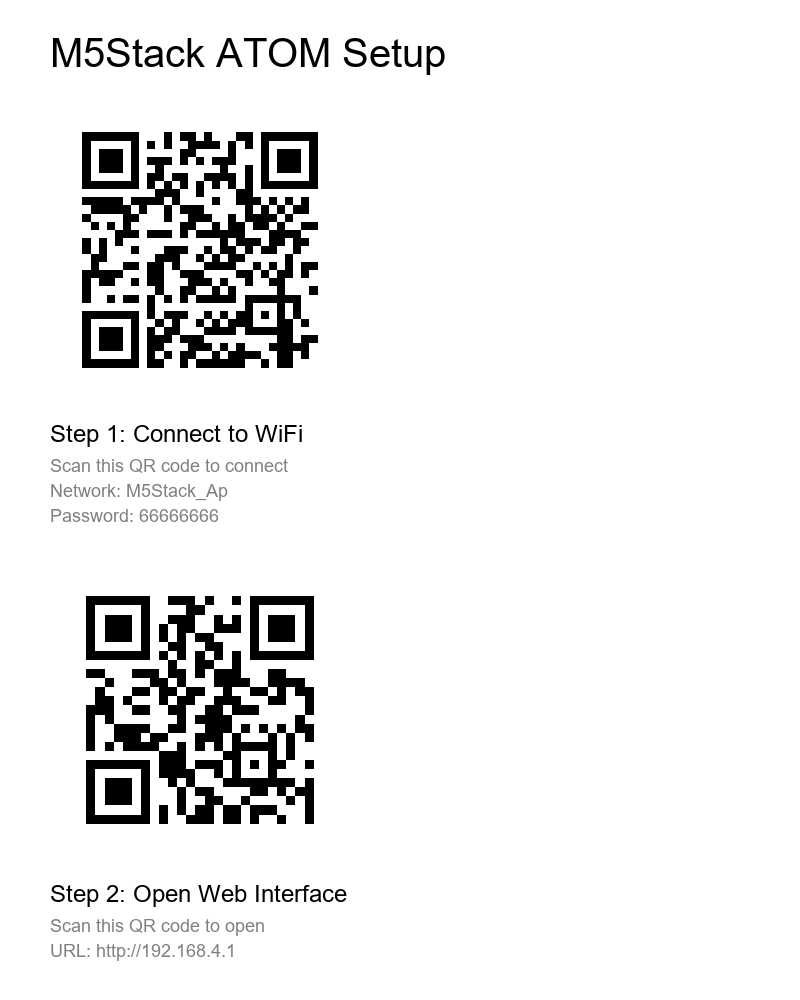 M5Stack ATOM Setup
Step 1: Connect to WiFi
Scan this QR code to connect
Network: M5Stack_Ap
Password: 66666666
Step 2: Open Web Interface
Scan this QR code to open
URL: http://192.168.4.1